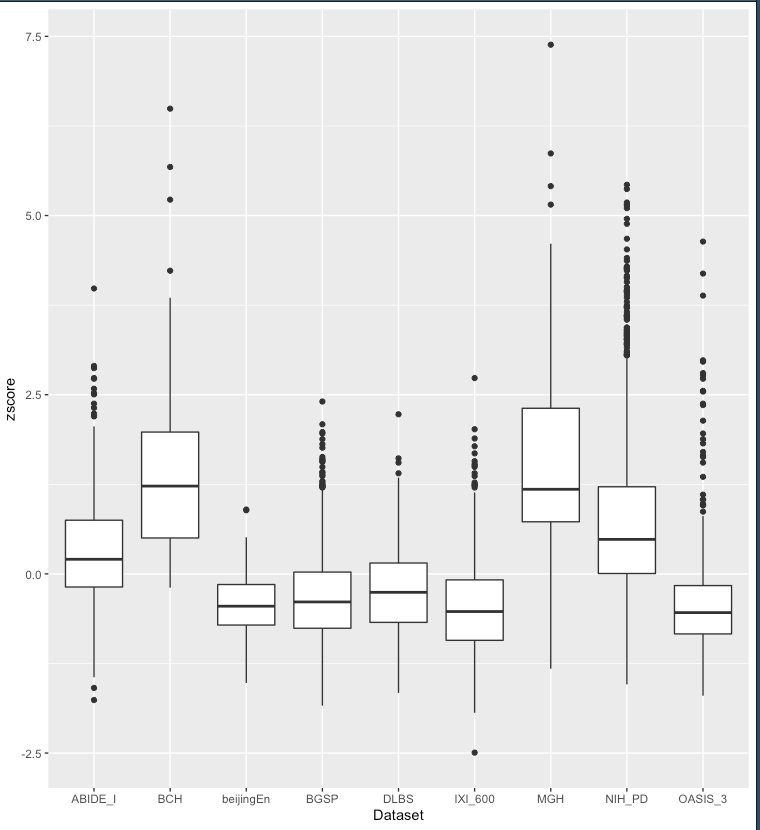 7.5
5.0
zscore
2.5
0.0
-2.5
ABIDE_I BCH beijingEn BGSP DLBS IXI_600 MGH NIH_PD OASIS_3
Dataset